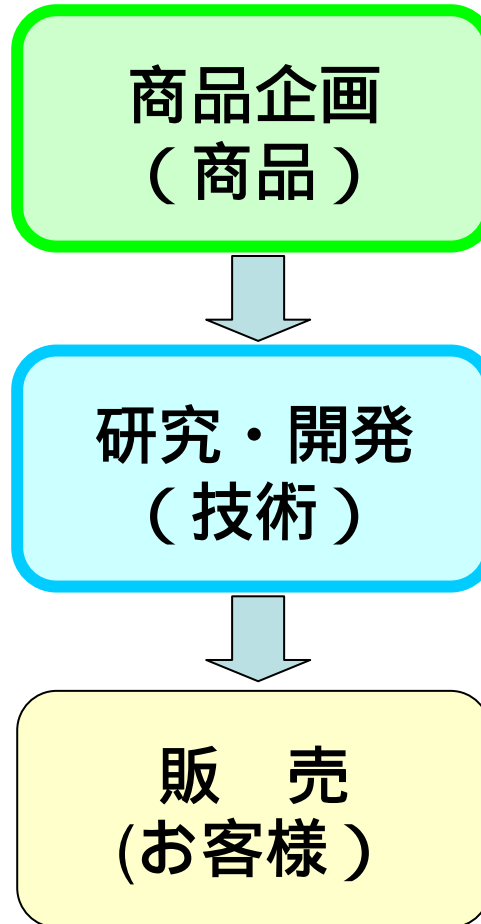 商品企画
（商品）
研究・開発
（技術）
販　売
(お客様）